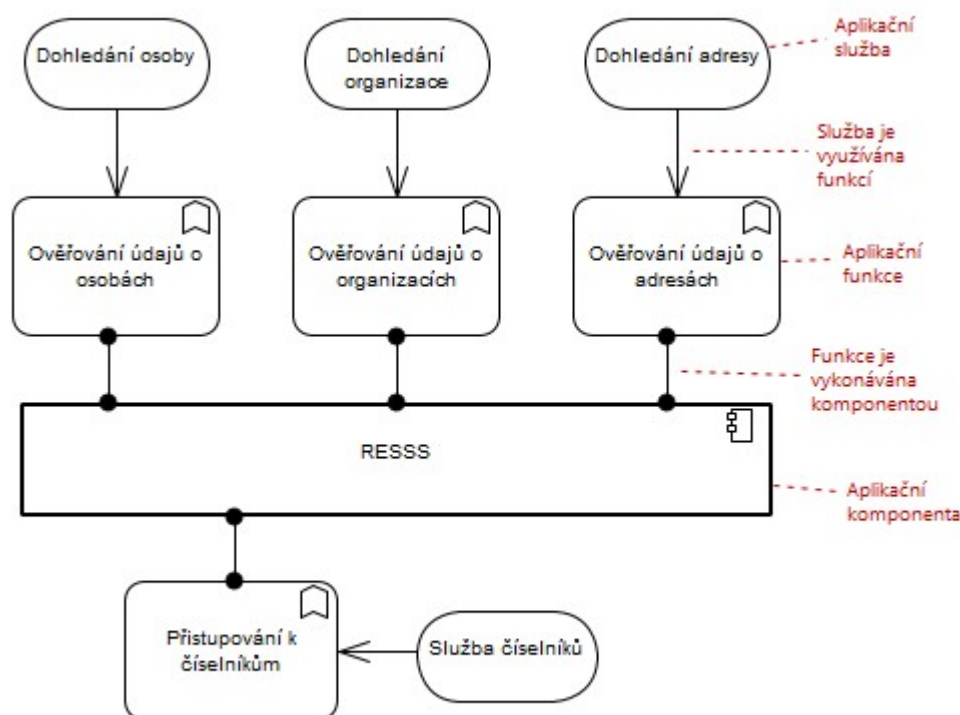 Dohledání osoby
Dohledání
organizace
Dohledání adresy
Aplikační
služba
Služba je
využívána
funkcí
Ověřování údajů o
osobách
Ověřování údajů o
organizacích
Ověřování údajů o
adresách
Aplikační
funkce
Funkce je
vykonávána
komponentou
RESSS
Aplikační
komponenta
Přistupování k
číselníkům
Služba číselníků